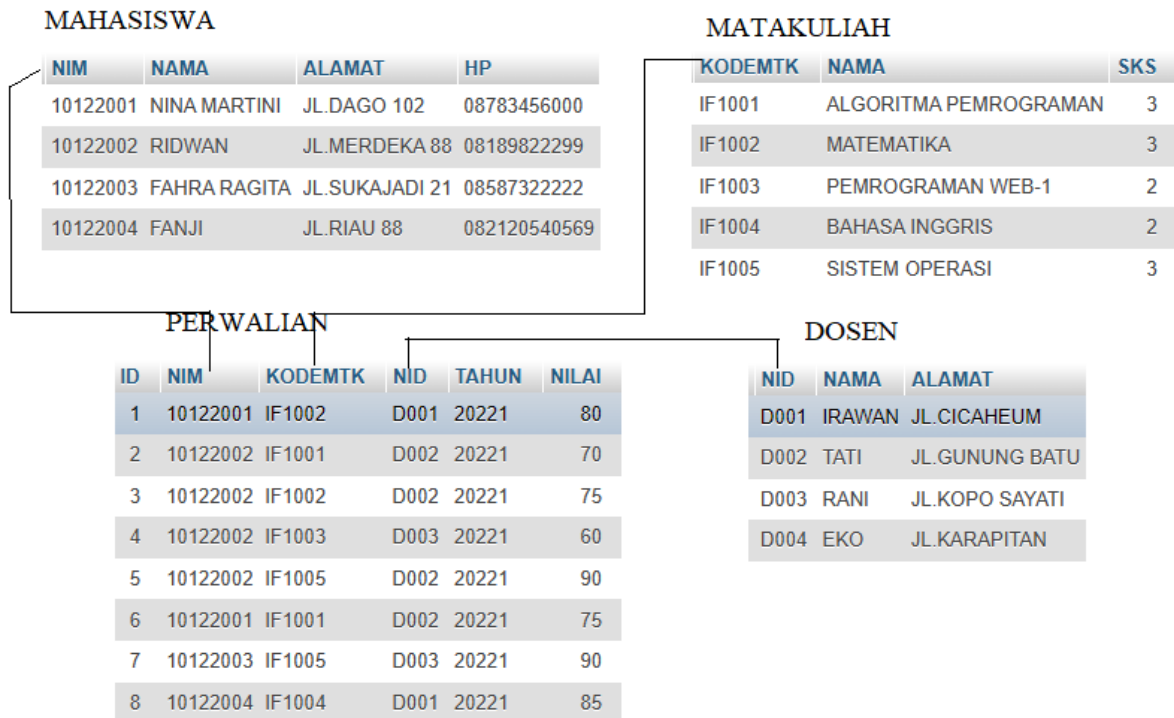 MAHASISWA
NIM NAMA ALAMAT HP
10122001 NINA MARTINI JL.DAGO 102 08783456000
10122002 RIDWAN JL.MERDEKA 88 08189822299
10122003 FAHRA RAGITA JL.SUKAJADI 21 08587322222
10122004 FANJI JL.RIAU 88 082120540569
MATAKULIAH
KODEMTK NAMA SKS
IF1001 ALGORITMA PEMROGRAMAN 3
IF1002 MATEMATIKA 3
IF1003 PEMROGRAMAN WEB-1 2
IF1004 BAHASA INGGRIS 2
IF1005 SISTEM OPERASI 3
PERWALIAN
ID NIM KODEMTK NID TAHUN NILAI
1 10122001 IF1002 D001 20221 80
2 10122002 IF1001 D002 20221 70
3 10122002 IF1002 D002 20221 75
4 10122002 IF1003 D003 20221 60
5 10122002 IF1005 D002 20221 90
6 10122001 IF1001 D002 20221 75
7 10122003 IF1005 D003 20221 90
8 10122004 IF1004 D001 20221 85
DOSEN
NID NAMA ALAMAT
D001 IRAWAN JL.CICAHEUM
D002 TATI JL.GUNUNG BATU
D003 RANI JL.KOPO SAYATI
D004 EKO JL.KARAPITAN